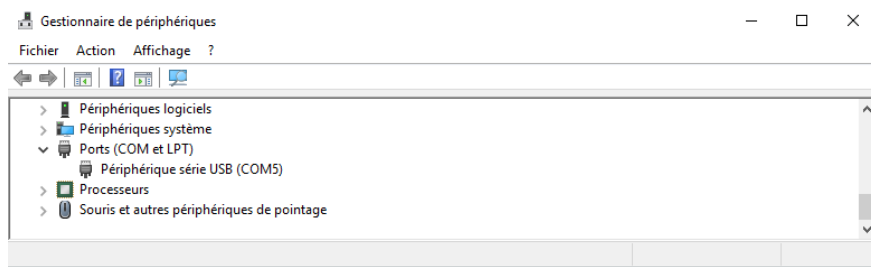 Gestionnaire de périphériques
Fichier Action Affichage ?
Périphériques logiciels
Périphériques système
Ports (COM et LPT)
Périphérique série USB (COM5)
Processeurs
Souris et autres périphériques de pointage